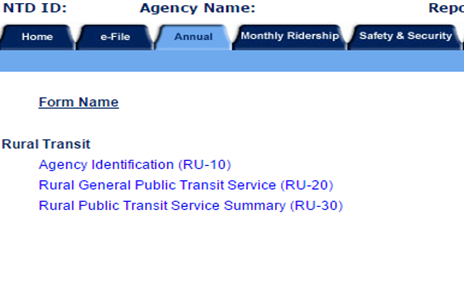 NTD ID: Agency Name:
Home e-File Annual Monthly Ridership Safety & Security
Form Name
Rural Transit
Agency Identification (RU-10)
Rural General Public Transit Service (RU-20)
Rural Public Transit Service Summary (RU-30)